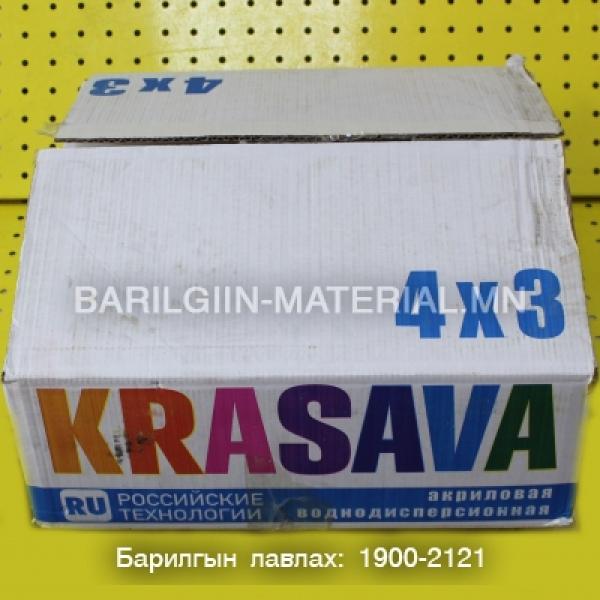 4x3
BARILGIIN-MATERIAL.MN
4x3
KRASAVA
RU РОССИЙСКИЕ ТЕХНОЛОГИИ
акриловая
воднодисперсионная
Барилгын лавлах: 1900-2121